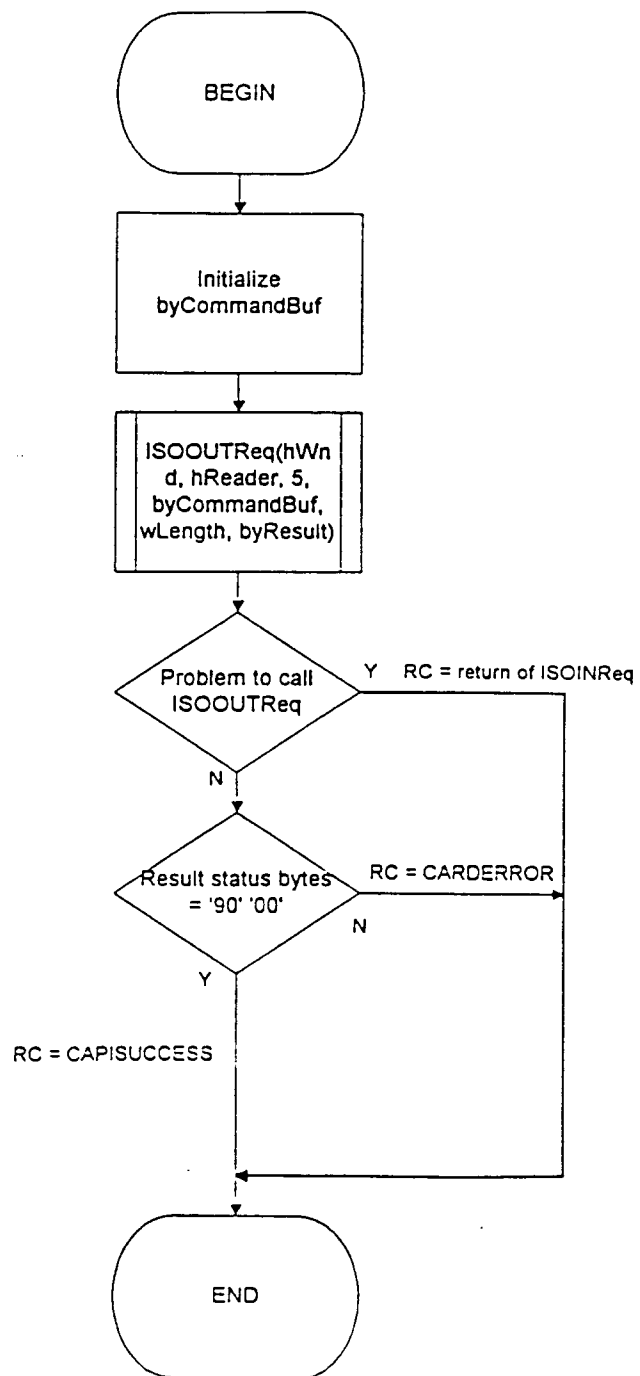 BEGIN
Initialize
byCommandBuf
ISOOUTReq(hWn
d, hReader, 5,
byCommandBuf,
wLength, byResult)
Problem to call
ISOOUTReq
Y RC = return of ISOINReq
N
Result status bytes
= '90' '00'
RC = CARDERROR
N
Y
RC = CAPISUCCESS
END